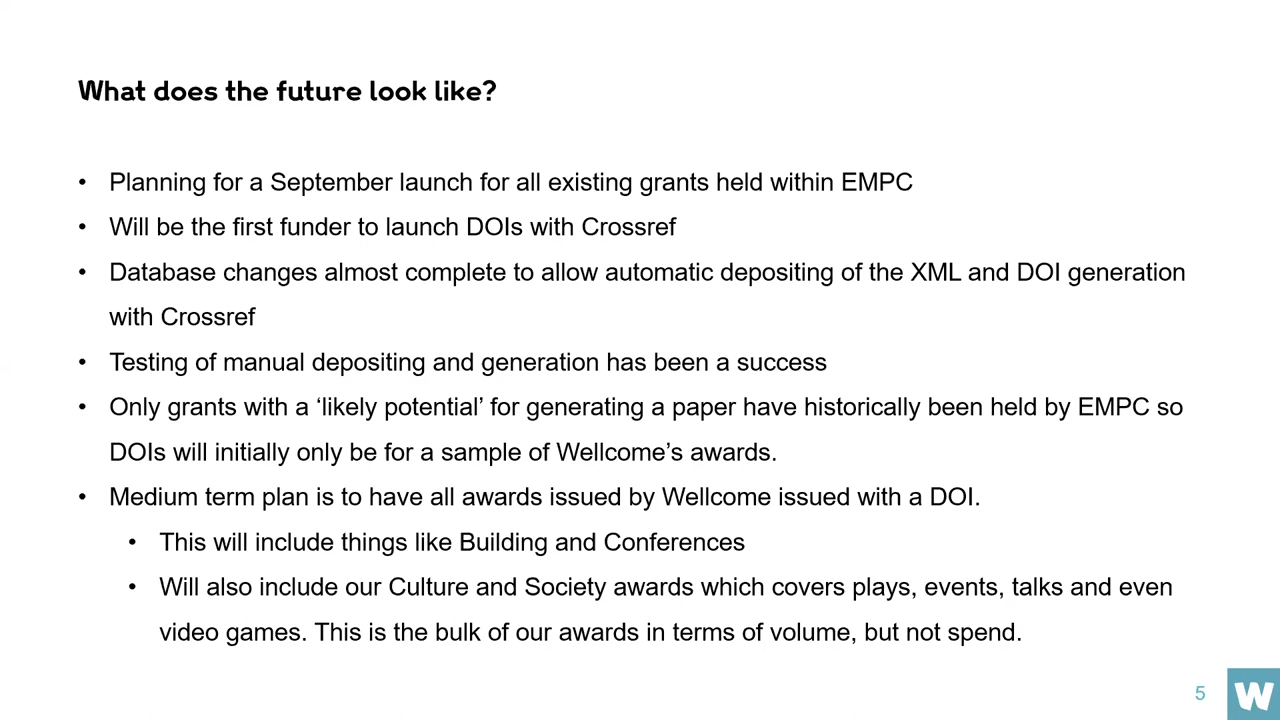 What does the future look like?
• Planning for a September launch for all existing grants held within EMPC
• Will be the first funder to launch DOIs with Crossref
• Database changes almost complete to allow automatic depositing of the XML and DOI generation
with Crossref
• Testing of manual depositing and generation has been a success
• Only grants with a ‘likely potential’ for generating a paper have historically been held by EMPC so
DOIs will initially only be for a sample of Wellcome’s awards.
• Medium term plan is to have all awards issued by Wellcome issued with a DOI.
• This will include things like Building and Conferences
• Will also include our Culture and Society awards which covers plays, events, talks and even
video games. This is the bulk of our awards in terms of volume, but not spend.
5
W